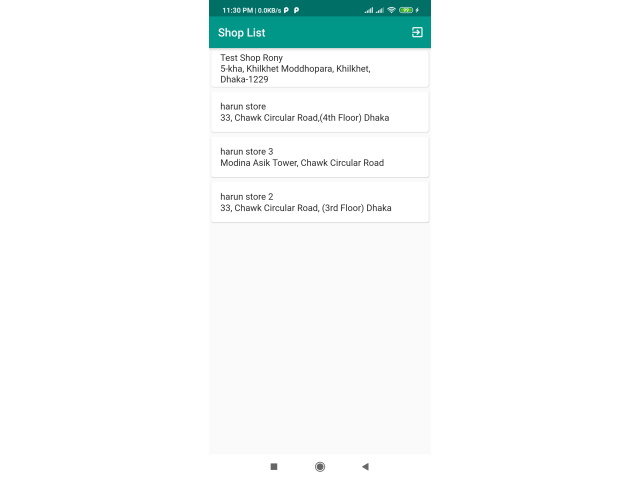 11:30 PM | 0.0KB/s
Shop List
Test Shop Rony
5-kha, Khilkhet Moddhopara, Khilkhet,
Dhaka-1229
harun store
33, Chawk Circular Road,(4th Floor) Dhaka
harun store 3
Modina Asik Tower, Chawk Circular Road
harun store 2
33, Chawk Circular Road, (3rd Floor) Dhaka